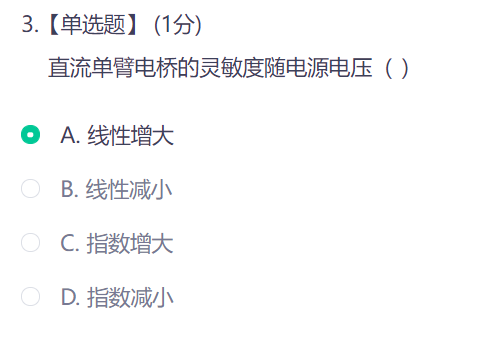 3.【单选题】 (1分)
直流单臂电桥的灵敏度随电源电压（ ）
A. 线性增大
B. 线性减小
C. 指数增大
D. 指数减小